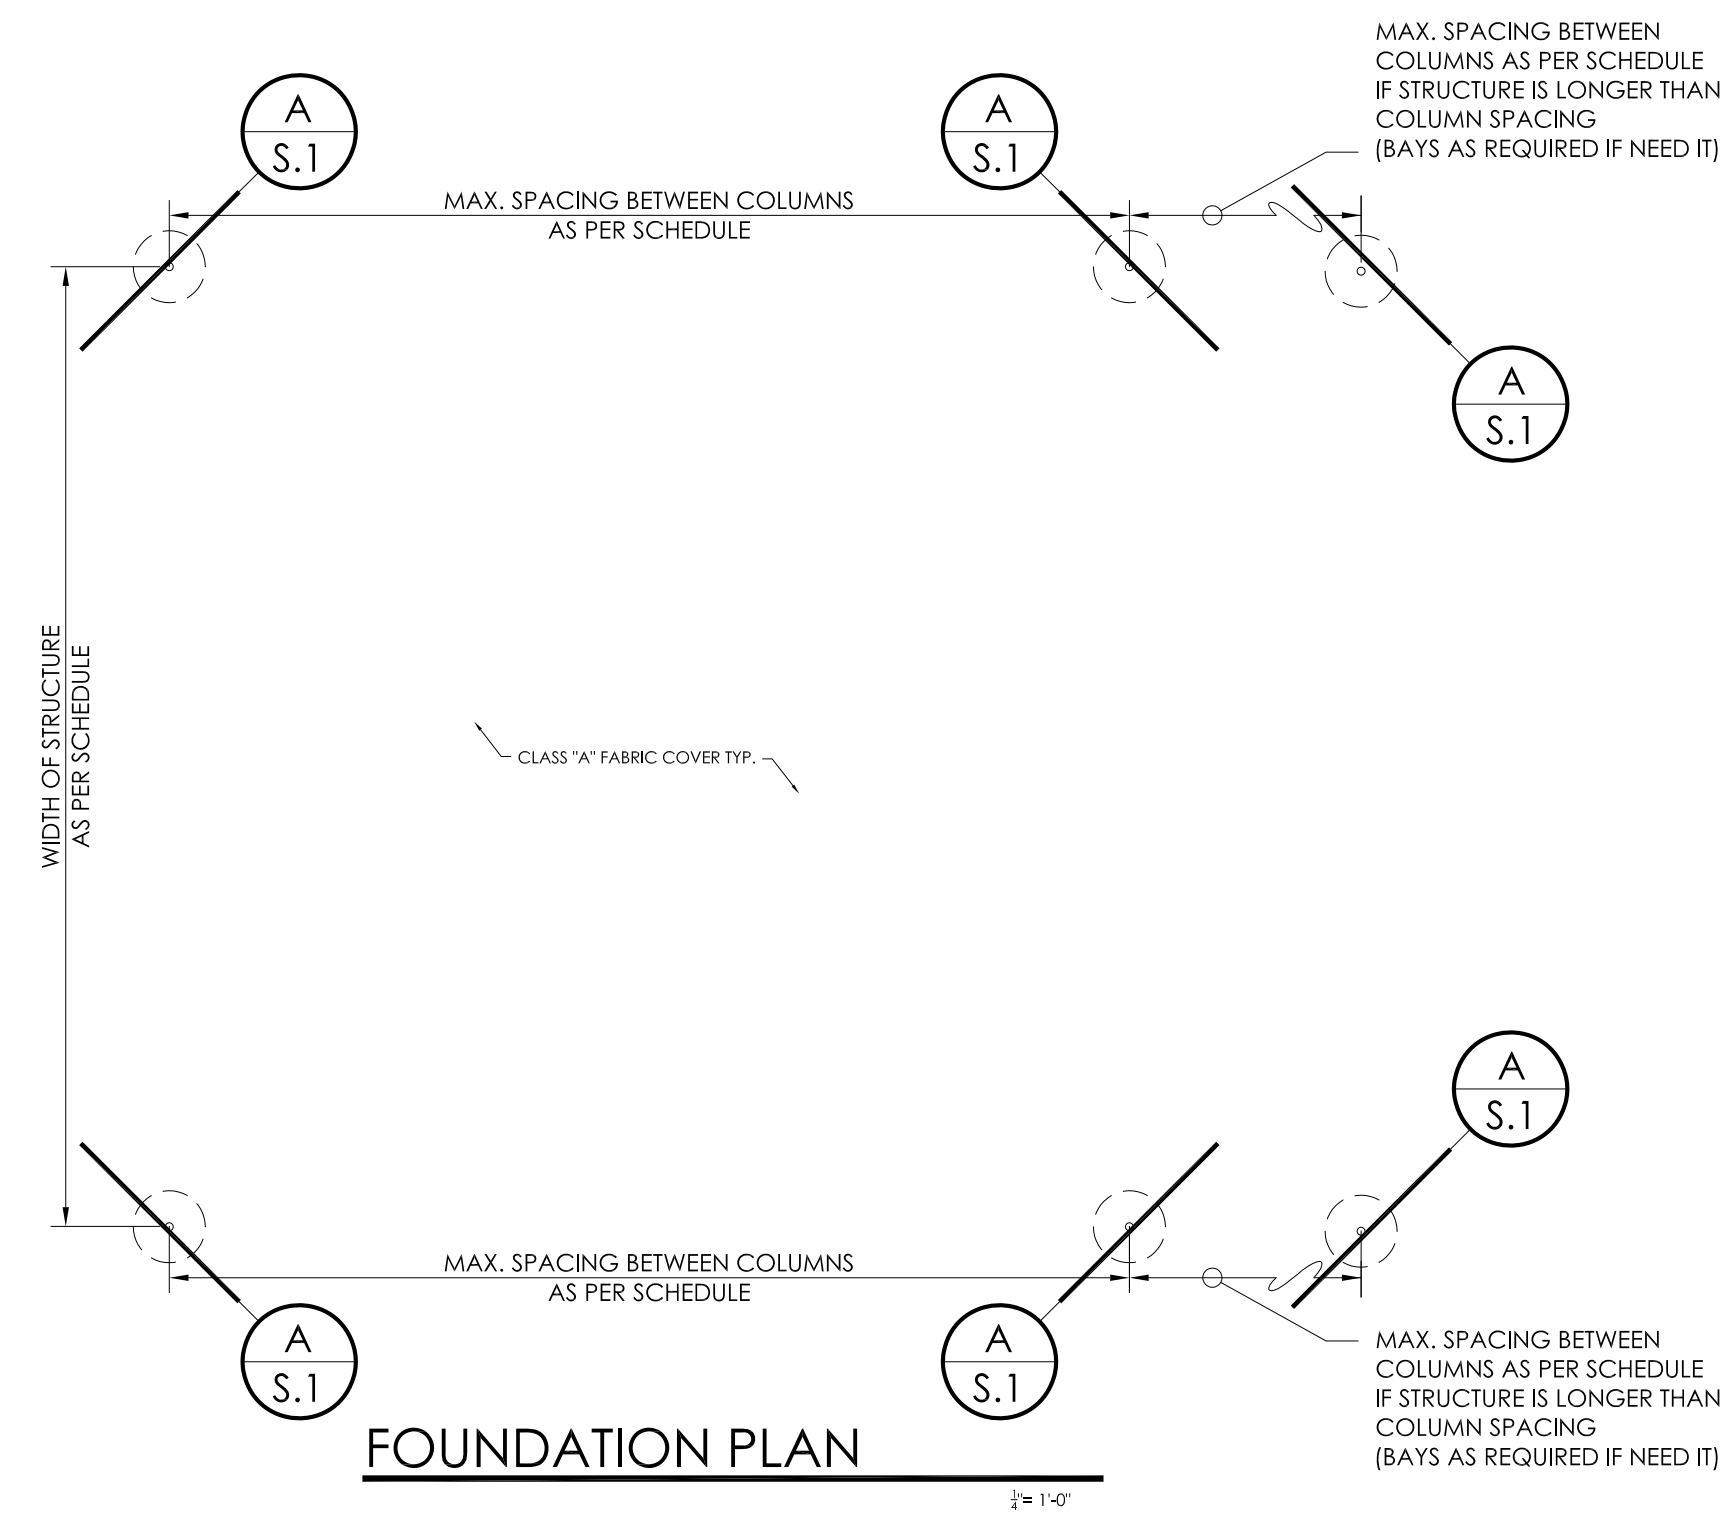 MAX. SPACING BETWEEN
COLUMNS AS PER SCHEDULE
IF STRUCTURE IS LONGER THAN
COLUMN SPACING
(BAYS AS REQUIRED IF NEED IT)
A
S.1
A
S.1
MAX. SPACING BETWEEN COLUMNS
AS PER SCHEDULE
A
S.1
WIDTH OF STRUCTURE
AS PER SCHEDULE
CLASS "A" FABRIC COVER TYP.
A
S.1
MAX. SPACING BETWEEN COLUMNS
AS PER SCHEDULE
A
S.1
A
S.1
MAX. SPACING BETWEEN
COLUMNS AS PER SCHEDULE
IF STRUCTURE IS LONGER THAN
COLUMN SPACING
(BAYS AS REQUIRED IF NEED IT)
FOUNDATION PLAN
1/4"= 1'-0"